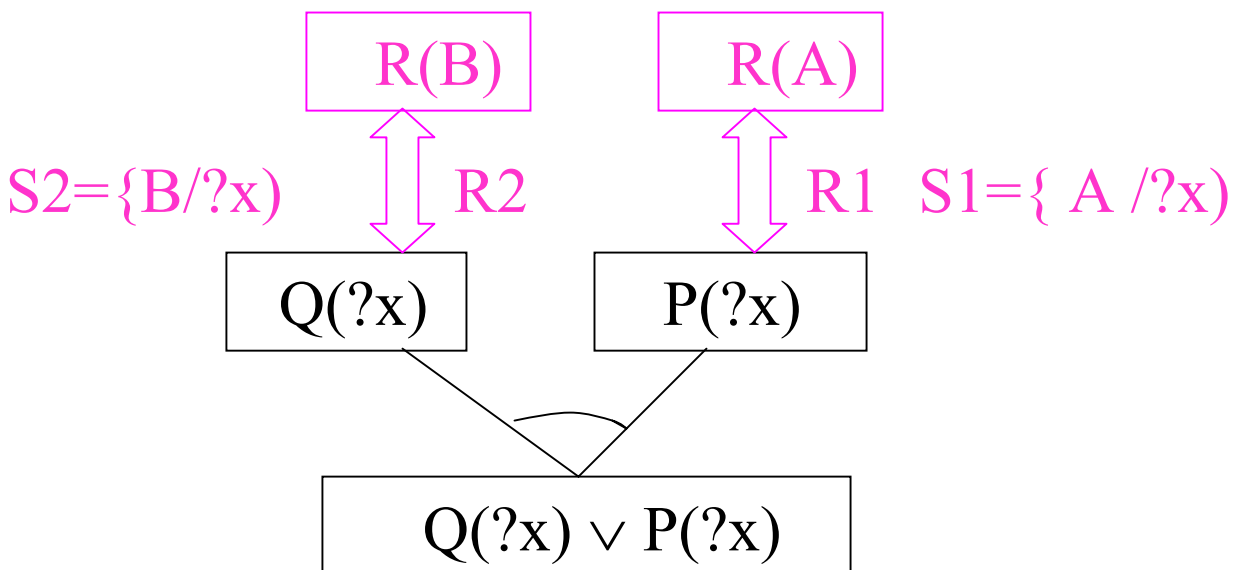 R(B) R(A)
S2={B/?x) R2 R1 S1={ A /?x)
Q(?x) P(?x)
Q(?x) ∨ P(?x)